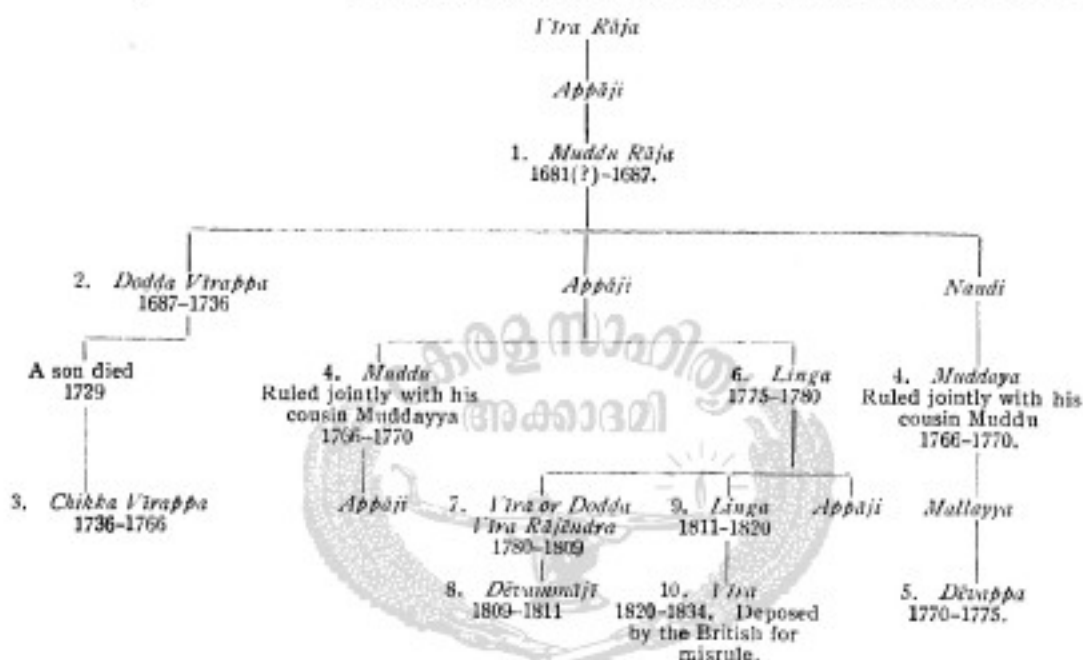 Vīra Rāja
Appāji
1. Muddu Rāja
1681(?)–1687.
2. Dodda Vīrappa
1687–1736
Appāji
Nandi
A son died
1729
4. Muddu
Ruled jointly with his
cousin Muddayya
1766–1770
6. Linga
1775–1780
4. Muddaya
Ruled jointly with his
cousin Muddu
1766–1770.
3. Chikka Vīrappa
1736–1766
Appāji
7. Vīra or Dodda
Vīra Rājēndra
1780–1809
9. Linga
1811–1820
Appāji
Mallayya
8. Dēvammāji
1809–1811
10. Vīra
1820–1834. Deposed
by the British for
misrule.
5. Dēvappa
1770–1775.
കേരള സാഹിത്യ
അക്കാദമി